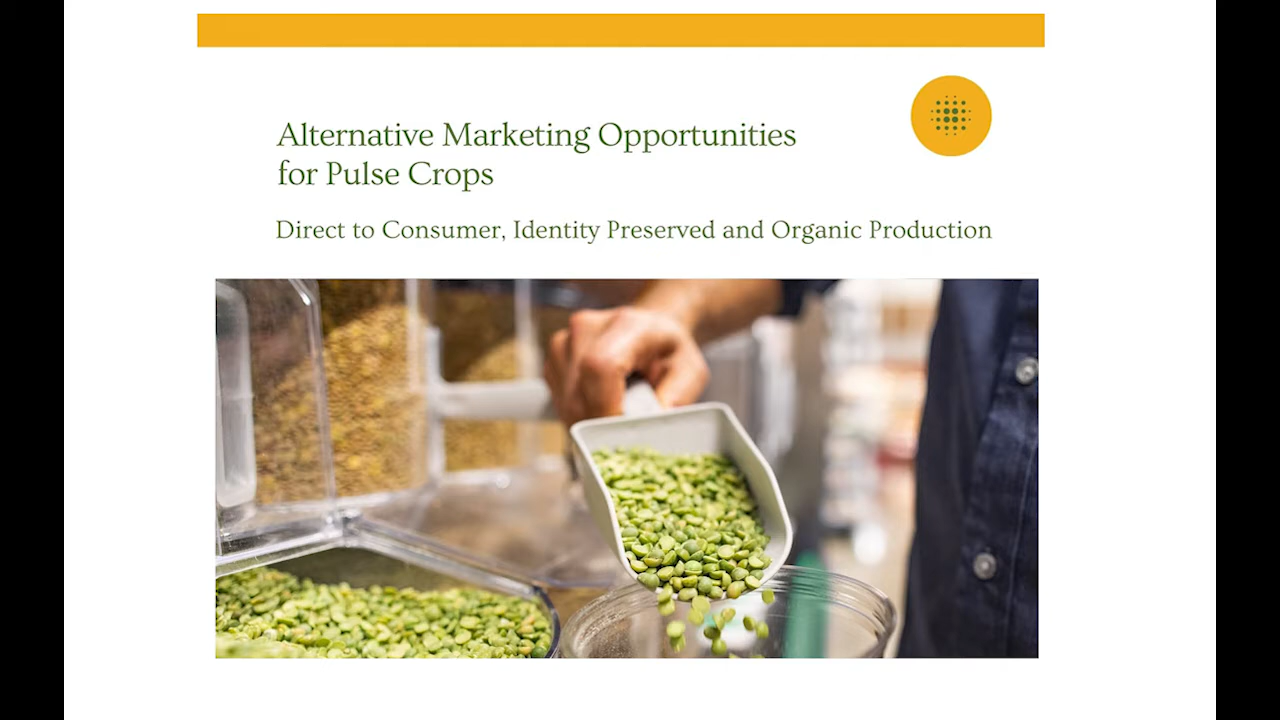 Alternative Marketing Opportunities
for Pulse Crops
Direct to Consumer, Identity Preserved and Organic Production